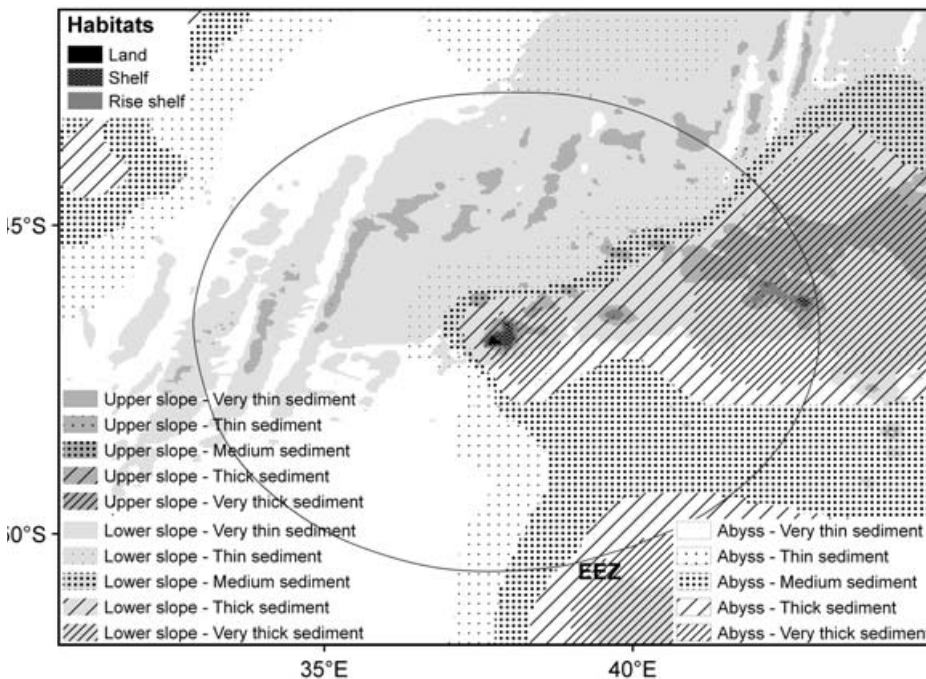 Habitats
Land
Shelf
Rise shelf
45°S
Upper slope - Very thin sediment
Upper slope - Thin sediment
Upper slope - Medium sediment
Upper slope - Thick sediment
Upper slope - Very thick sediment
Lower slope - Very thin sediment
Lower slope - Thin sediment
Lower slope - Medium sediment
Lower slope - Thick sediment
Lower slope - Very thick sediment
50°S
Abyss - Very thin sediment
Abyss - Thin sediment
Abyss - Medium sediment
Abyss - Thick sediment
Abyss - Very thick sediment
EEZ
35°E
40°E